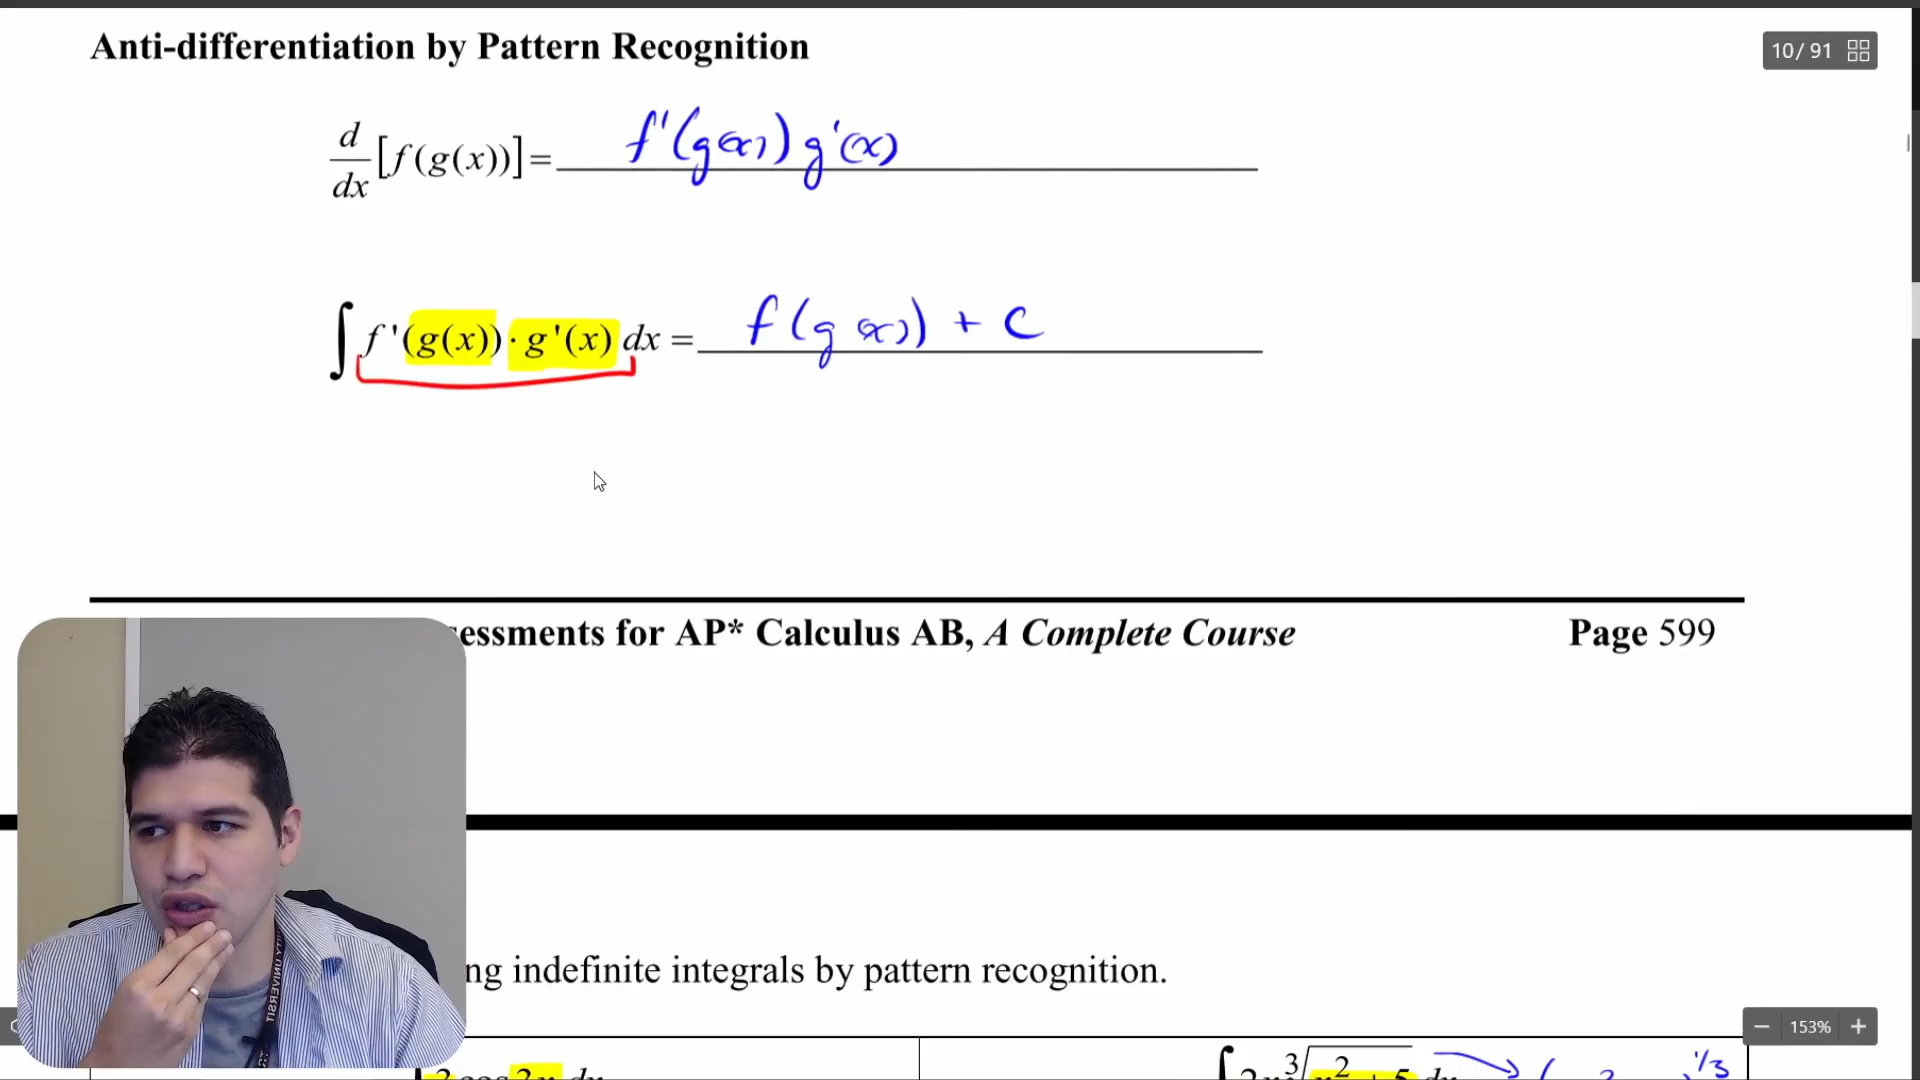 Anti-differentiation by Pattern Recognition
10 / 91
d/dx [f(g(x))] = f'(g(x)) g'(x)
∫ f'(g(x)) · g'(x) dx = f(g(x)) + C
essments for AP* Calculus AB, A Complete Course Page 599
ng indefinite integrals by pattern recognition.
153%